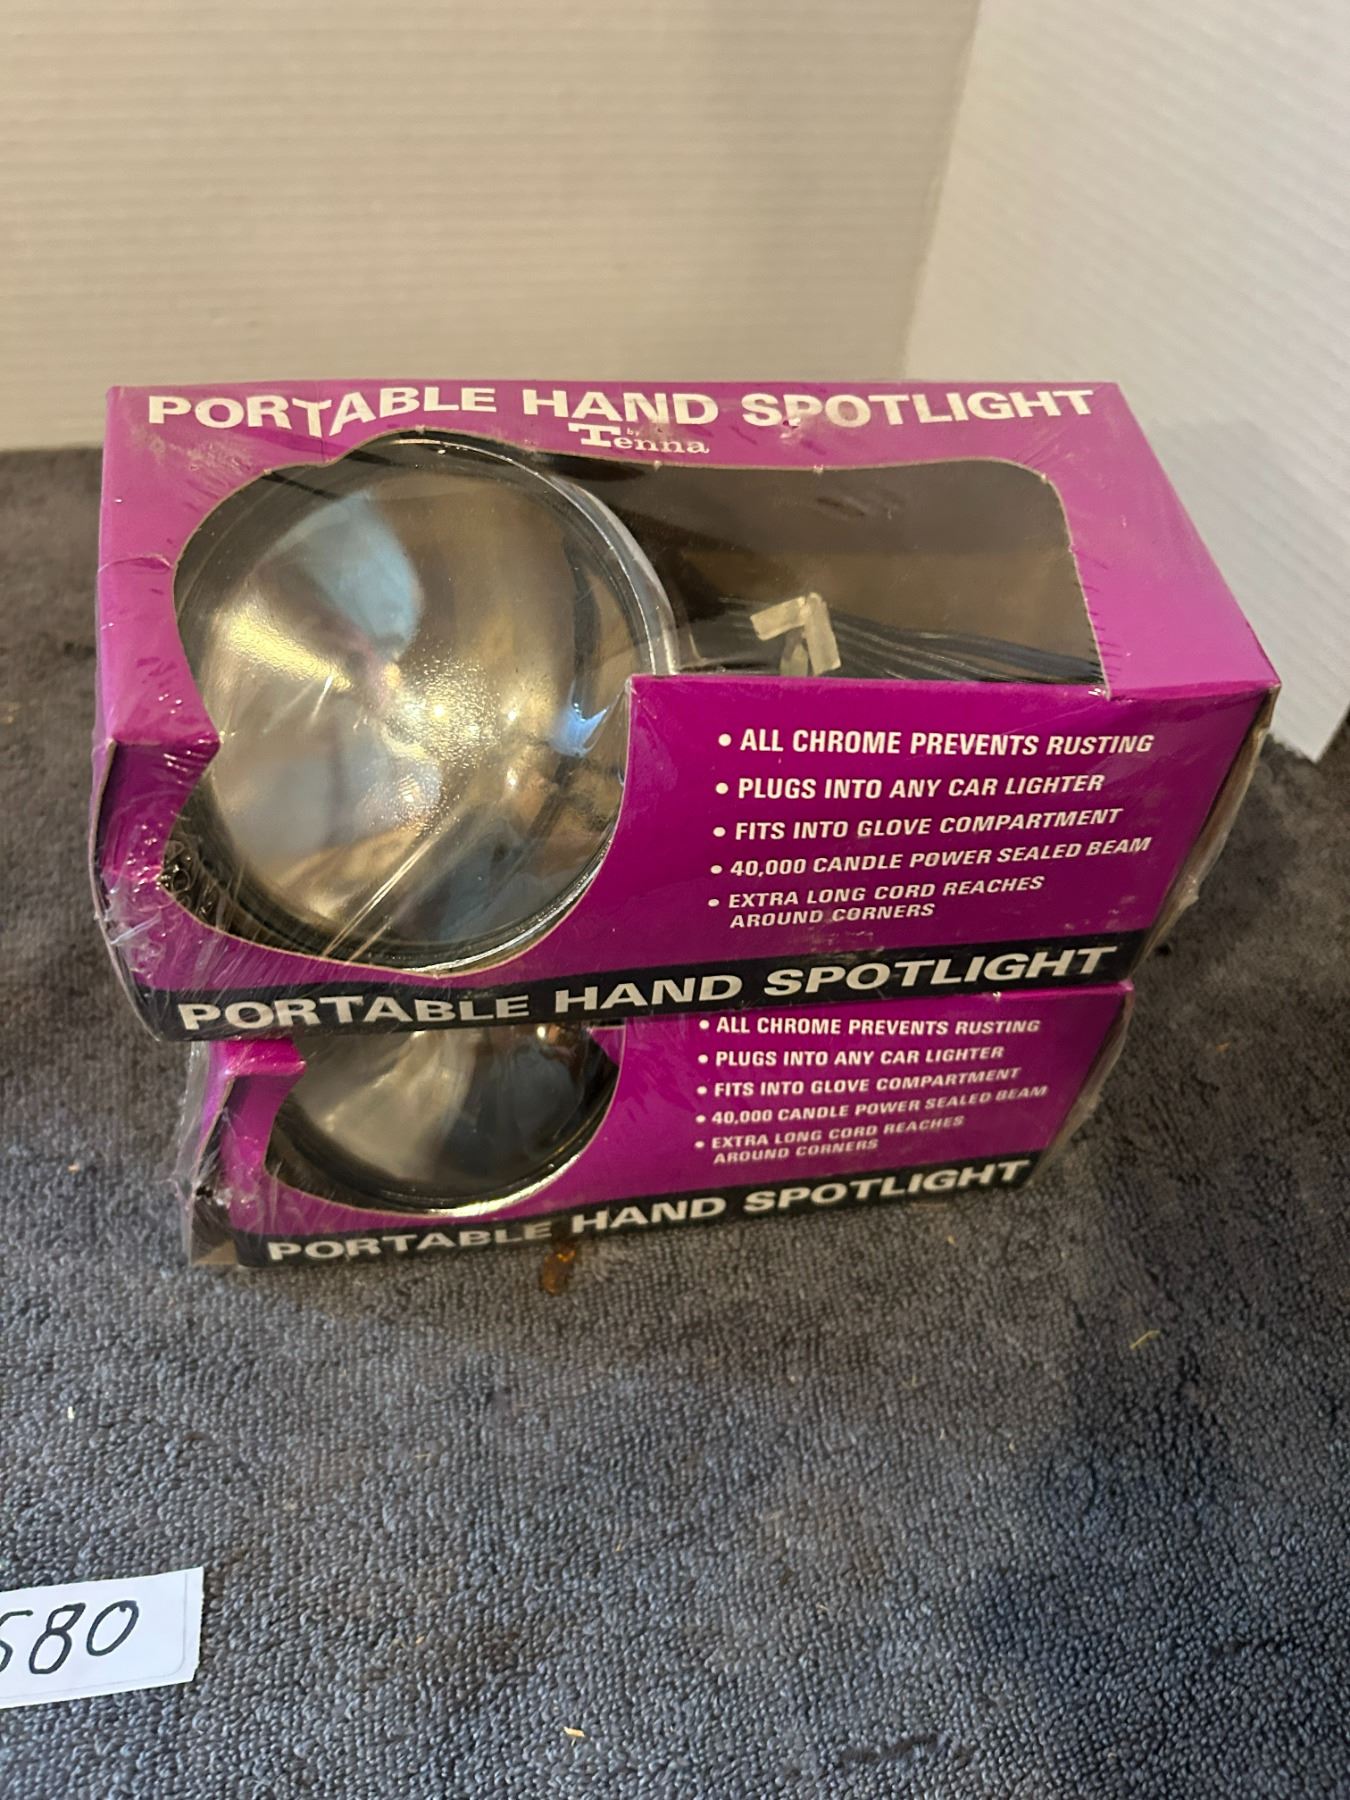 PORTABLE HAND SPOTLIGHT
by
Tenna
• ALL CHROME PREVENTS RUSTING
• PLUGS INTO ANY CAR LIGHTER
• FITS INTO GLOVE COMPARTMENT
• 40,000 CANDLE POWER SEALED BEAM
• EXTRA LONG CORD REACHES
AROUND CORNERS
PORTABLE HAND SPOTLIGHT
• ALL CHROME PREVENTS RUSTING
• PLUGS INTO ANY CAR LIGHTER
• FITS INTO GLOVE COMPARTMENT
• 40,000 CANDLE POWER SEALED BEAM
• EXTRA LONG CORD REACHES
AROUND CORNERS
PORTABLE HAND SPOTLIGHT
580